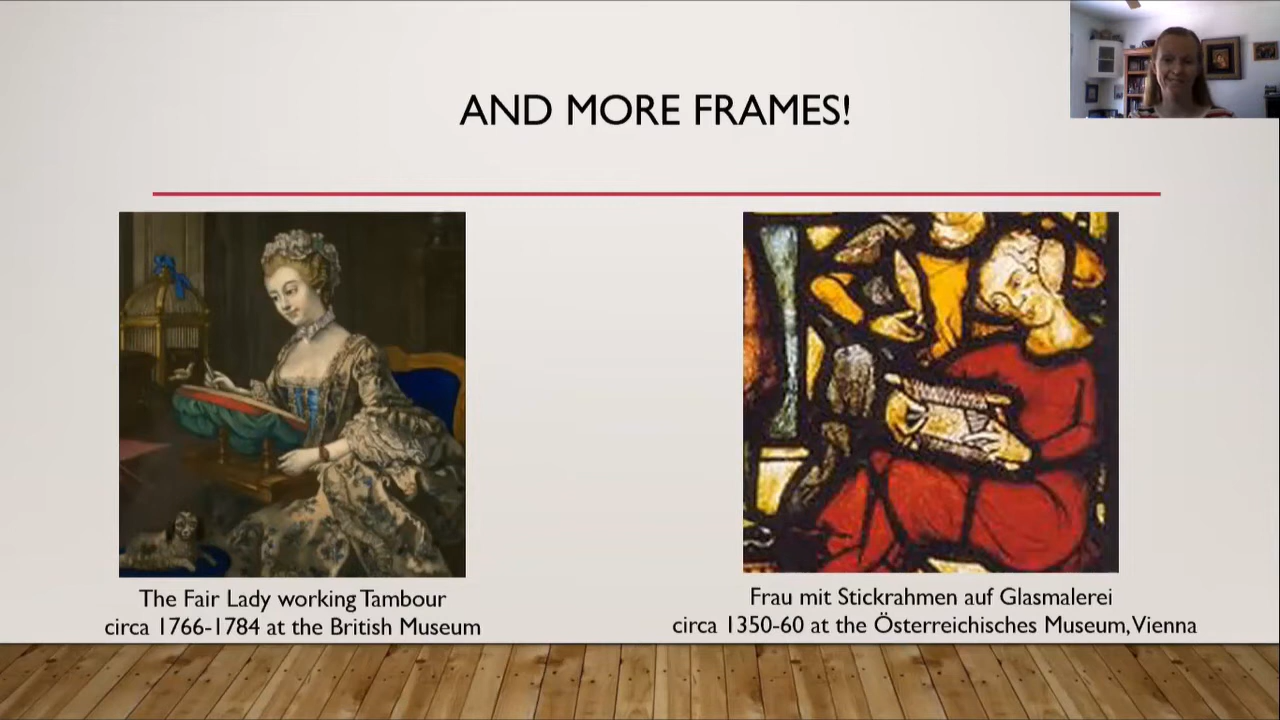 AND MORE FRAMES!
The Fair Lady working Tambour
circa 1766-1784 at the British Museum
Frau mit Stickrahmen auf Glasmalerei
circa 1350-60 at the Österreichisches Museum, Vienna